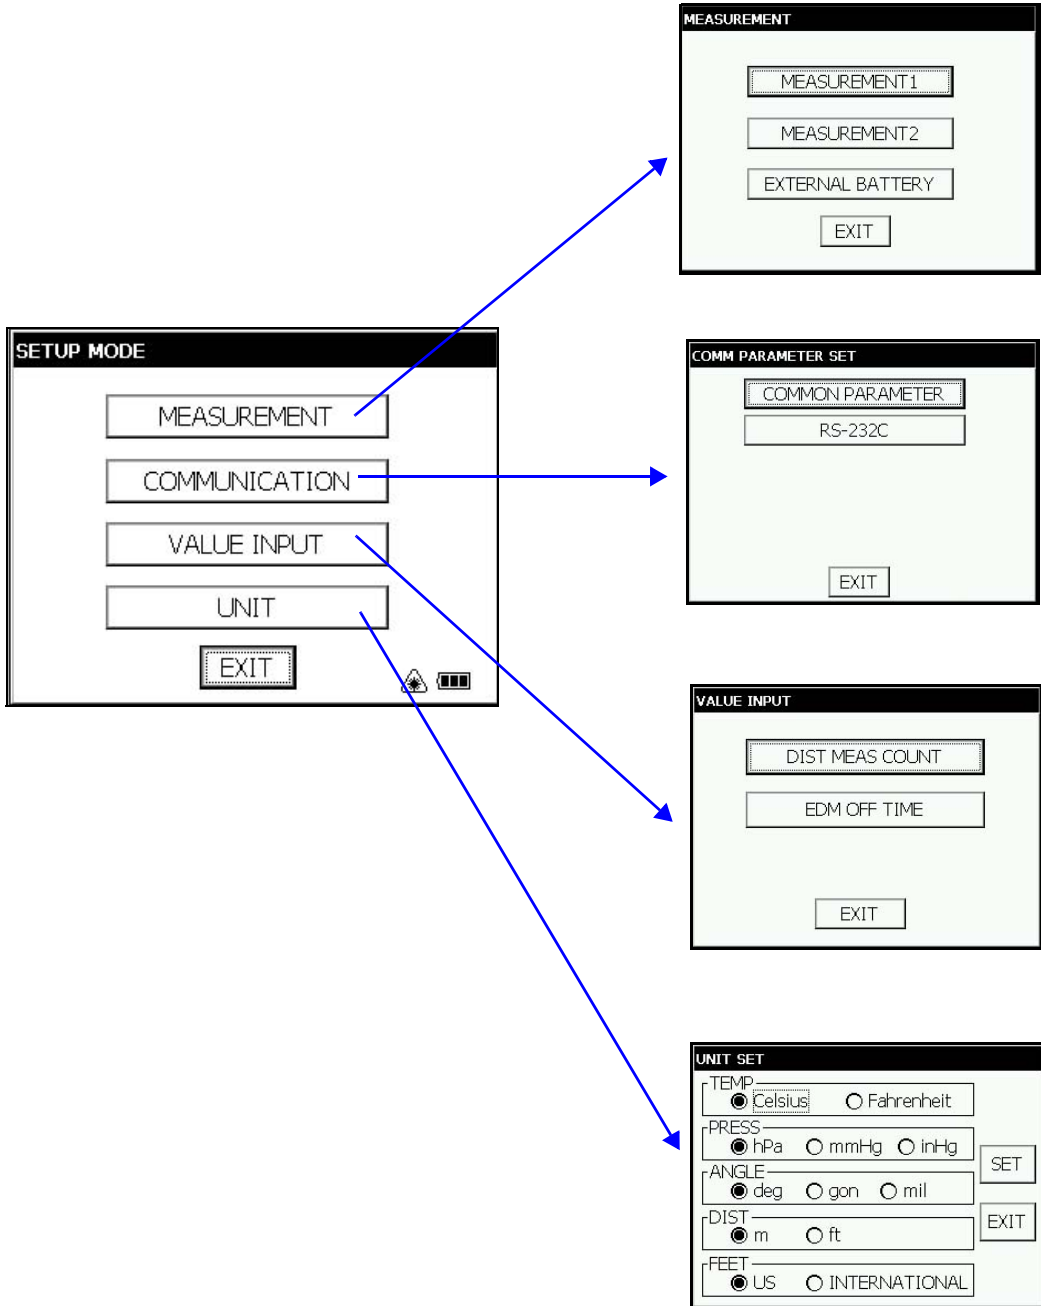 MEASUREMENT
MEASUREMENT1
MEASUREMENT2
EXTERNAL BATTERY
EXIT
SETUP MODE
MEASUREMENT
COMMUNICATION
VALUE INPUT
UNIT
EXIT
COMM PARAMETER SET
COMMON PARAMETER
RS-232C
EXIT
VALUE INPUT
DIST MEAS COUNT
EDM OFF TIME
EXIT
UNIT SET
TEMP
Celsius Fahrenheit
PRESS
hPa mmHg inHg
SET
ANGLE
deg gon mil
DIST
m ft
EXIT
FEET
US INTERNATIONAL